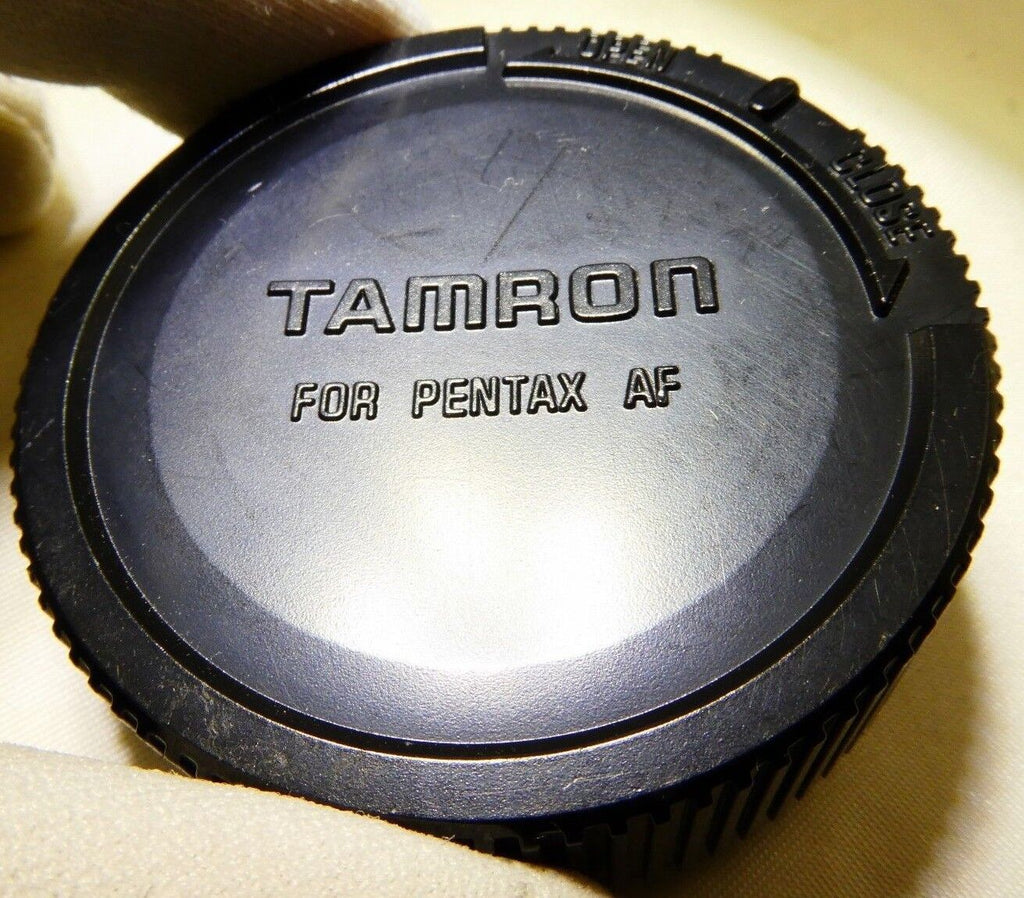 OPEN
CLOSE
TAMRON
FOR PENTAX AF